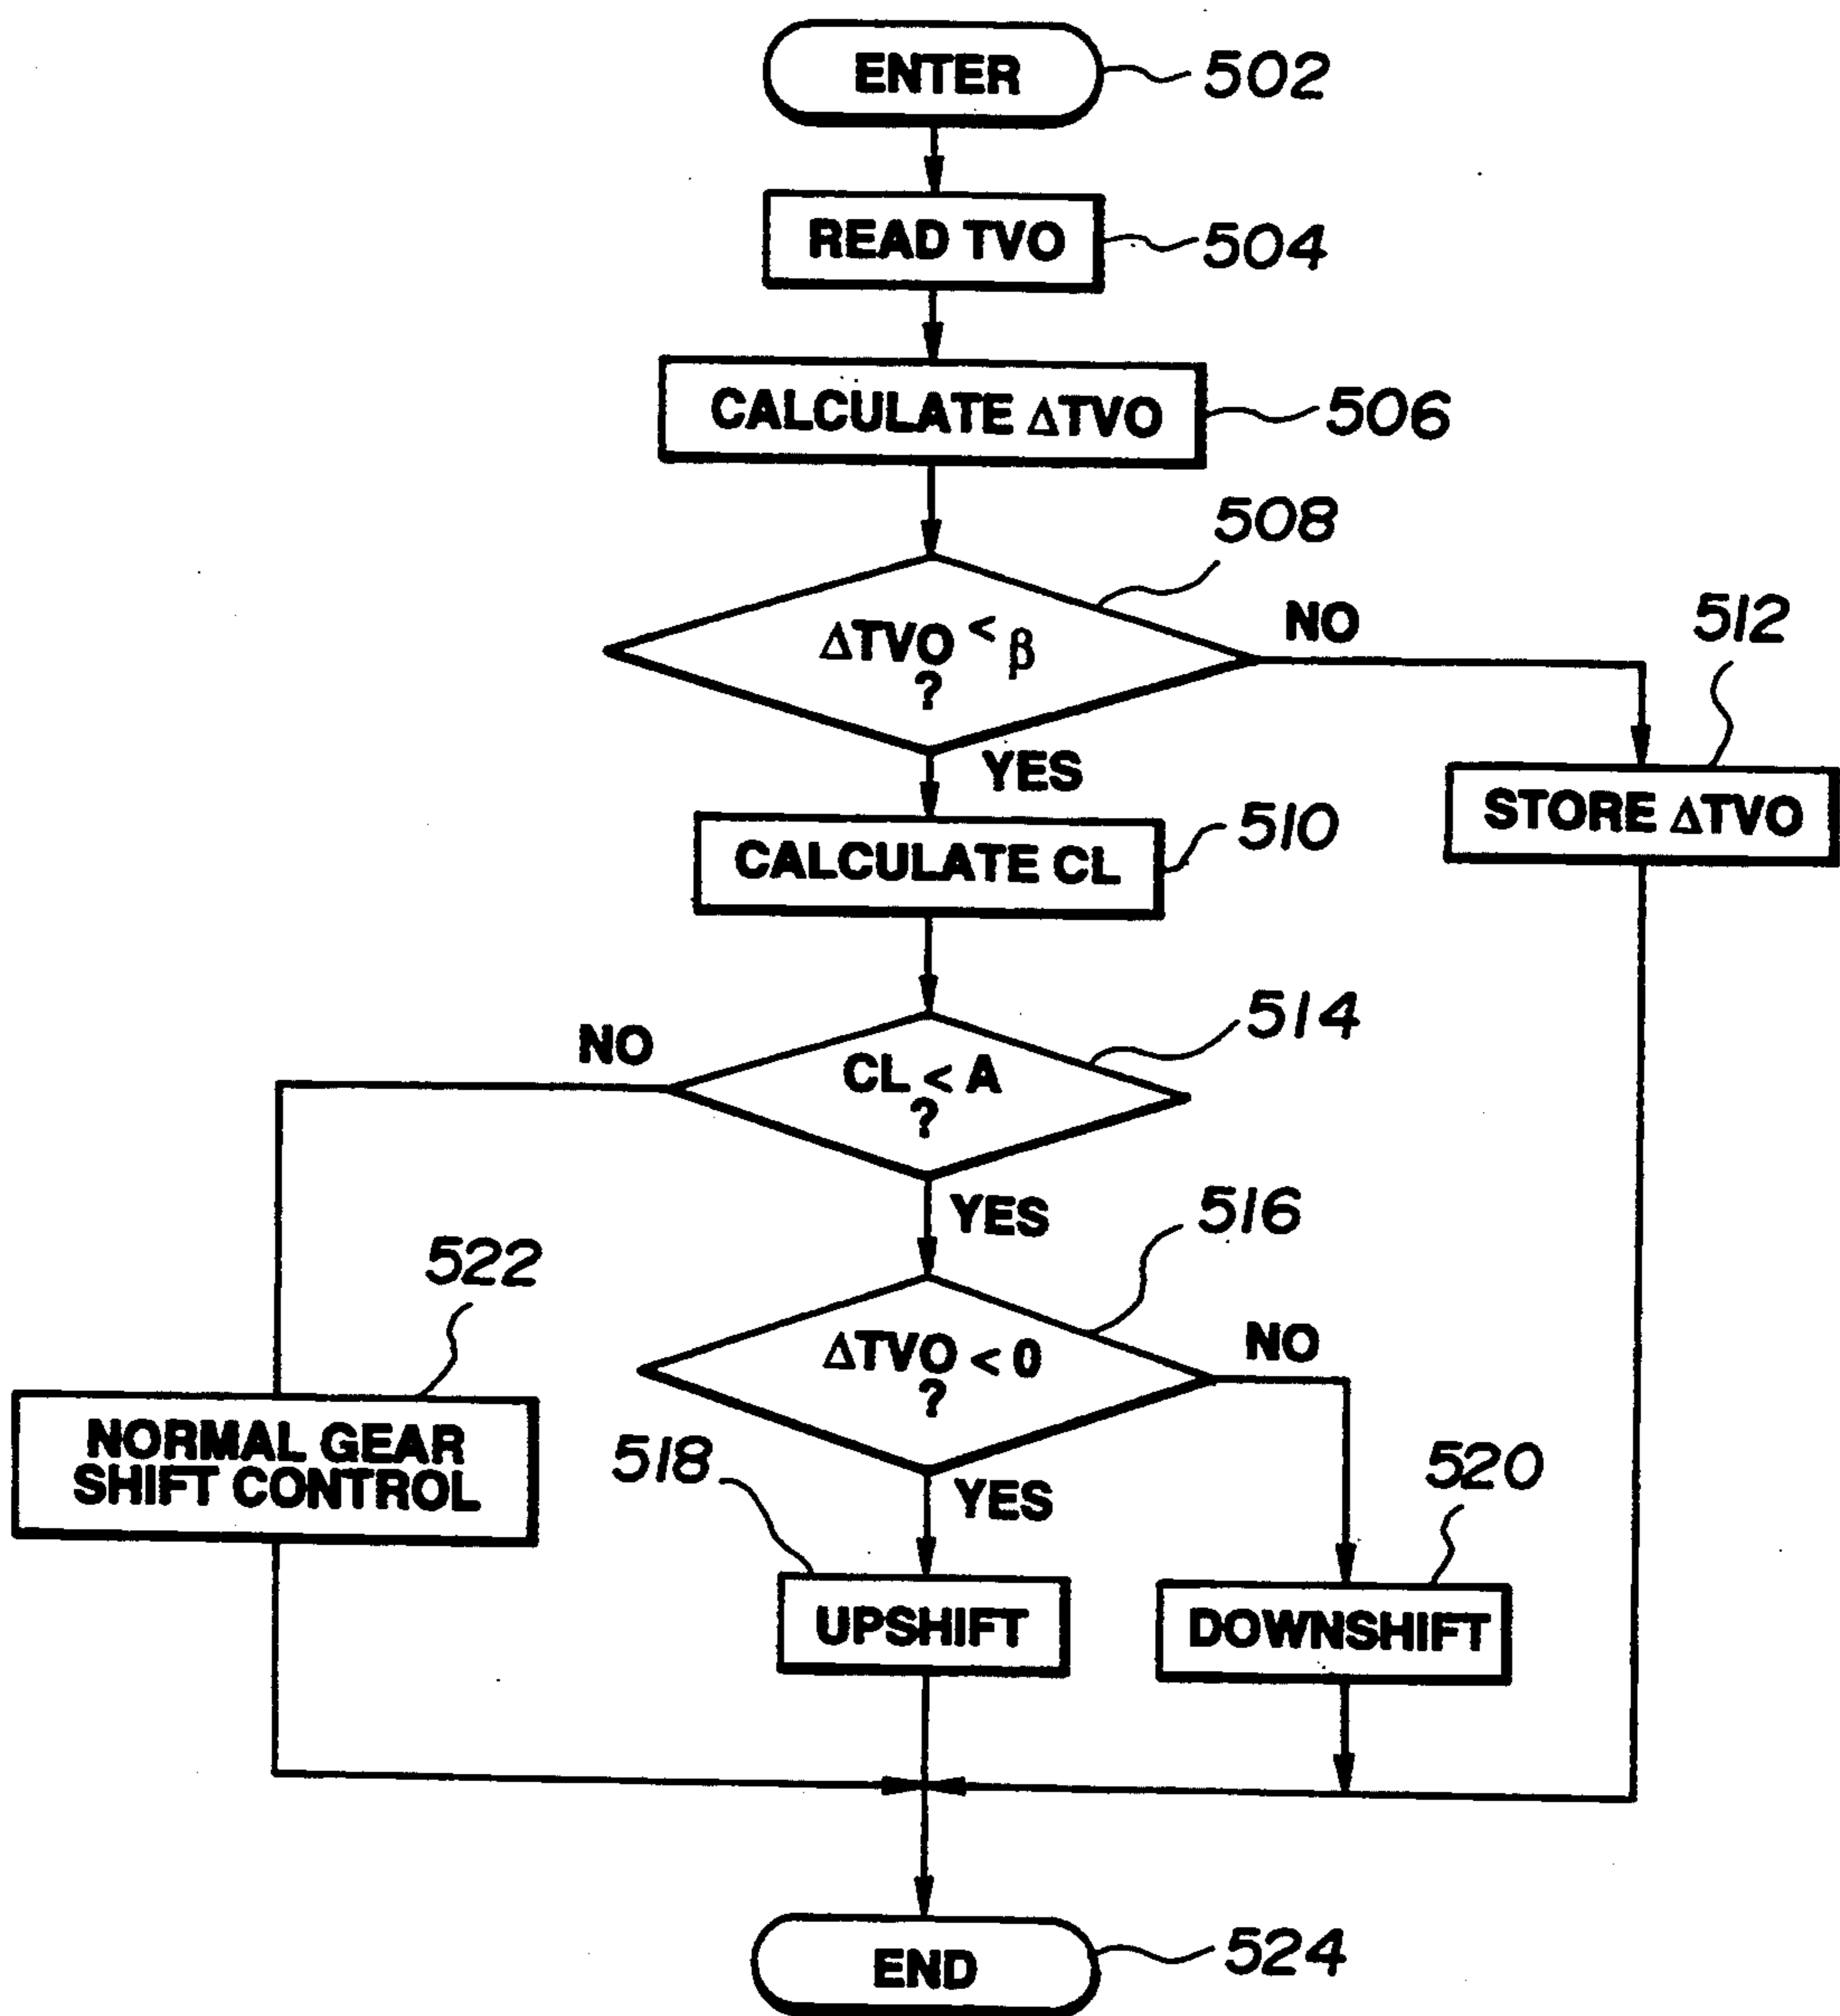 ENTER
502
READ TVO
504
CALCULATE ΔTVO
506
508
ΔTVO < β
?
NO
512
YES
STORE ΔTVO
CALCULATE CL
510
514
NO
CL < A
?
YES
516
522
ΔTVO < 0
?
NO
NORMAL GEAR
SHIFT CONTROL
518
YES
520
UPSHIFT
DOWNSHIFT
END
524